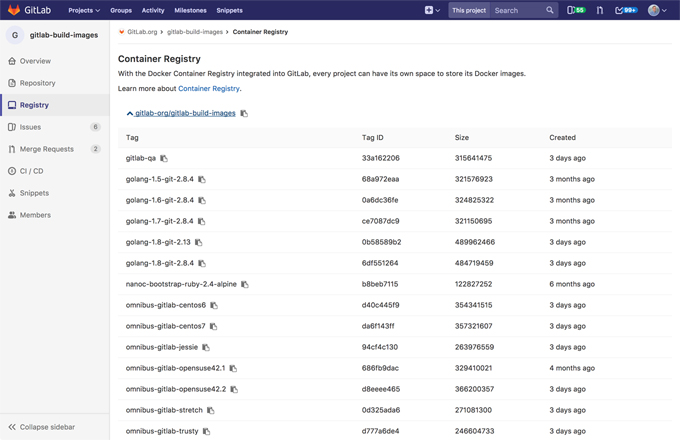 GitLab Projects Groups Activity Milestones Snippets This project Search 55 99+
G gitlab-build-images
GitLab.org > gitlab-build-images > Container Registry
Overview
Repository
Registry
Issues 6
Merge Requests 2
CI / CD
Snippets
Members
Collapse sidebar
Container Registry
With the Docker Container Registry integrated into GitLab, every project can have its own space to store its Docker images.
Learn more about Container Registry.
gitlab-org/gitlab-build-images
Tag Tag ID Size Created
gitlab-qa 33a162206 315641475 3 days ago
golang-1.5-git-2.8.4 68a972eaa 321576923 3 months ago
golang-1.6-git-2.8.4 0a6dc36fe 324825322 3 months ago
golang-1.7-git-2.8.4 ce7087dc9 321150695 3 months ago
golang-1.8-git-2.13 0b58589b2 489962466 3 days ago
golang-1.8-git-2.8.4 6df551264 484719459 3 days ago
nanoc-bootstrap-ruby-2.4-alpine b8beb7115 122827252 6 months ago
omnibus-gitlab-centos6 d40c445f9 354341515 3 days ago
omnibus-gitlab-centos7 da6f143ff 357321607 3 days ago
omnibus-gitlab-jessie 94cf4c130 263976559 3 days ago
omnibus-gitlab-opensuse42.1 686fb9dac 329410021 4 months ago
omnibus-gitlab-opensuse42.2 d8eeee465 366200357 3 days ago
omnibus-gitlab-stretch 0d325ada6 271081300 3 days ago
omnibus-gitlab-trusty d777a6de4 246604733 3 days ago